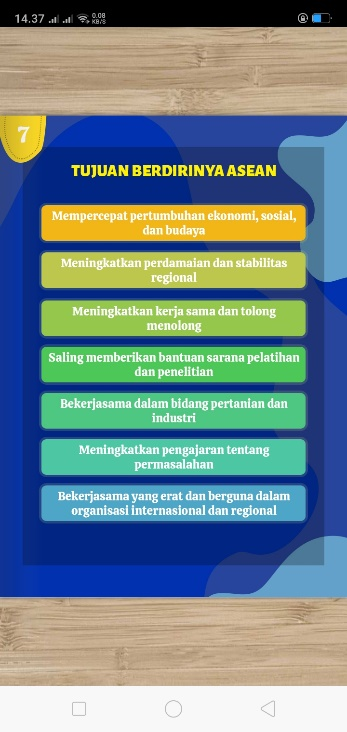 14.37
0.08
KB/S
7
TUJUAN BERDIRINYA ASEAN
Mempercepat pertumbuhan ekonomi, sosial,
dan budaya
Meningkatkan perdamaian dan stabilitas
regional
Meningkatkan kerja sama dan tolong
menolong
Saling memberikan bantuan sarana pelatihan
dan penelitian
Bekerjasama dalam bidang pertanian dan
industri
Meningkatkan pengajaran tentang
permasalahan
Bekerjasama yang erat dan berguna dalam
organisasi internasional dan regional